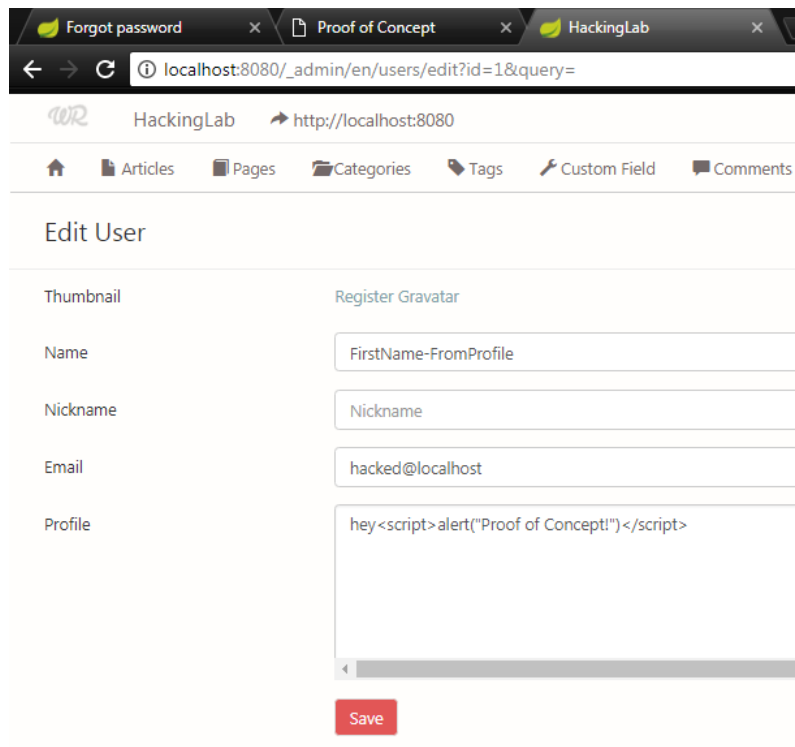 Forgot password × Proof of Concept × HackingLab ×
localhost:8080/_admin/en/users/edit?id=1&query=
WR HackingLab http://localhost:8080
Articles Pages Categories Tags Custom Field Comments
Edit User
Thumbnail Register Gravatar
Name FirstName-FromProfile
Nickname Nickname
Email hacked@localhost
Profile hey<script>alert("Proof of Concept!")</script>
Save